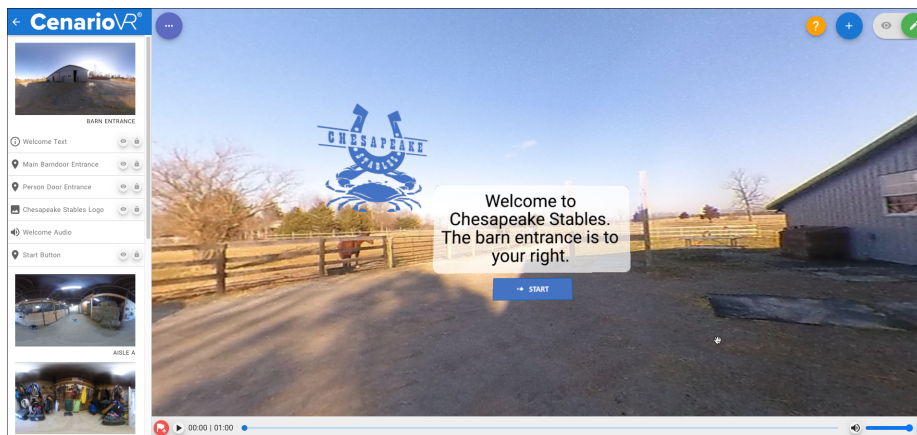 CenarioVR®
BARN ENTRANCE
Welcome Text
Main Barndoor Entrance
Person Door Entrance
Chesapeake Stables Logo
Welcome Audio
Start Button
AISLE A
...
?
+
CHESAPEAKE
STABLES
Welcome to
Chesapeake Stables.
The barn entrance is to
your right.
→ START
00:00 | 01:00